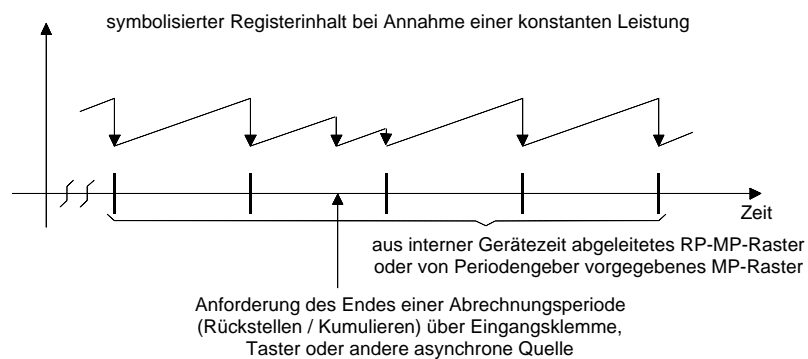 symbolisierter Registerinhalt bei Annahme einer konstanten Leistung
Zeit
aus interner Gerätezeit abgeleitetes RP-MP-Raster
oder von Periodengeber vorgegebenes MP-Raster
Anforderung des Endes einer Abrechnungsperiode
(Rückstellen / Kumulieren) über Eingangsklemme,
Taster oder andere asynchrone Quelle